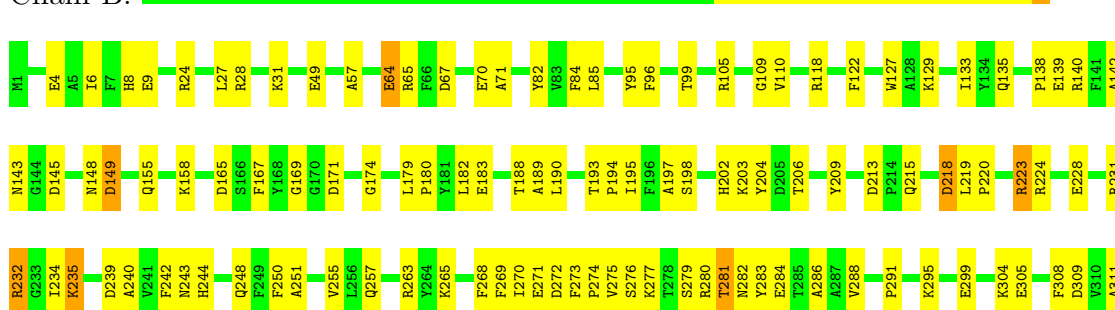 M1 E4 A5 I6 F7 H8 E9 R24 L27 R28 K31 E49 A57 E64 R65 F66 D67 E70 A71 Y82 V83 F84 L85 Y95 F96 T99 R105 G109 V110 R118 F122 W127 A128 K129 I133 Y134 Q135 P138 E139 R140 F141
N143 G144 D145 N148 D149 Q155 K158 D165 S166 F167 Y168 G169 G170 D171 G174 L179 P180 Y181 L182 E183 T188 A189 L190 T193 P194 I195 F196 A197 S198 H202 K203 Y204 D205 T206 Y209 D213 P214 Q215 D218 L219 P220 R223 R224 E228
R232 G233 I234 K235 D239 A240 V241 F242 N243 H244 Q248 F249 F250 A251 V255 L256 Q257 R263 Y264 K265 F268 F269 I270 E271 D272 F273 P274 V275 S276 K277 T278 S279 R280 T281 N282 Y283 E284 T285 A286 A287 V288 P291 K295 E299 K304 E305 F308 D309 V310 A311